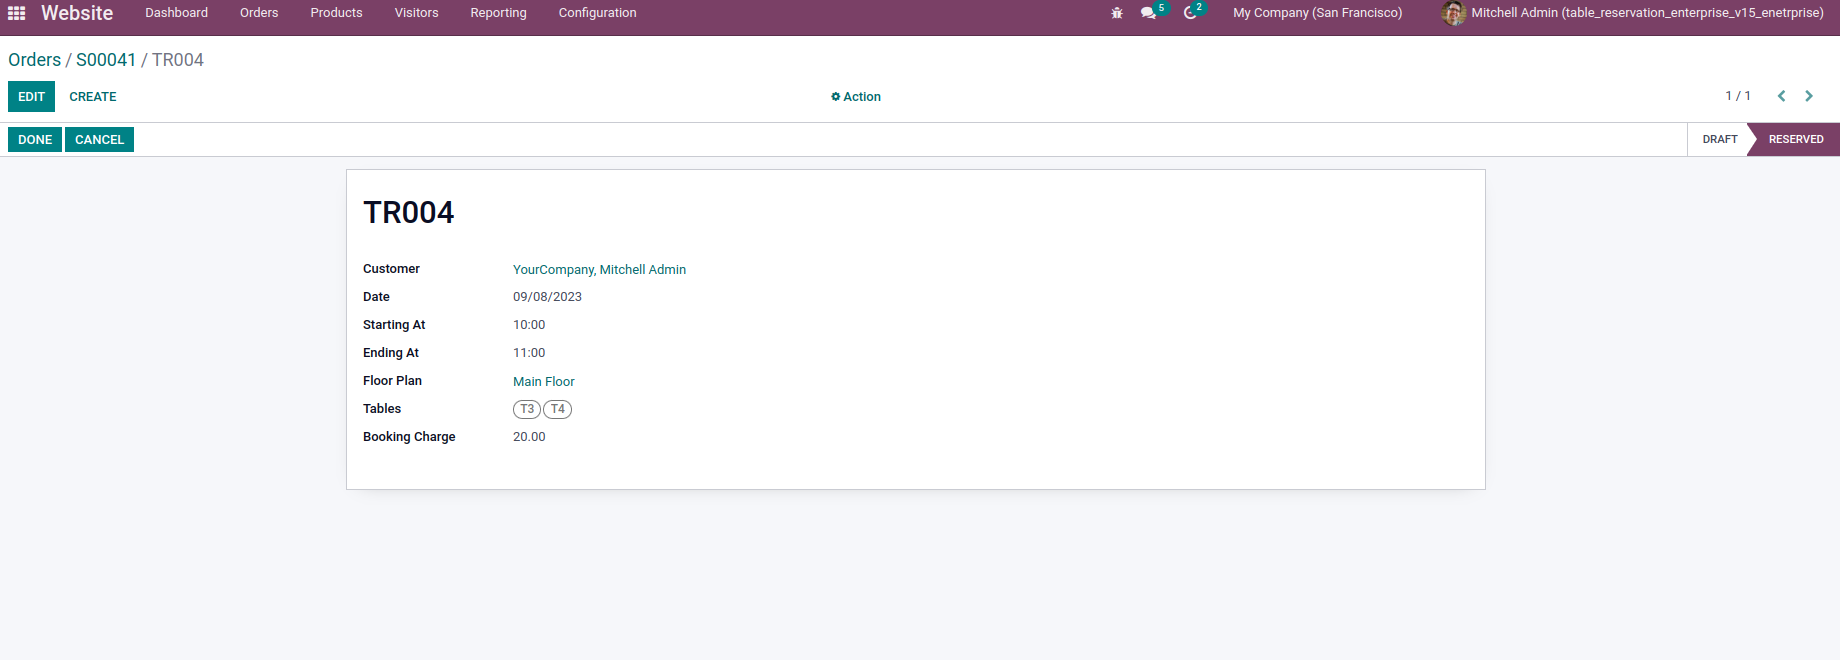 Website Dashboard Orders Products Visitors Reporting Configuration 5 2 My Company (San Francisco) Mitchell Admin (table_reservation_enterprise_v15_enetrprise)
Orders / S00041 / TR004
EDIT CREATE Action 1 / 1
DONE CANCEL DRAFT RESERVED
TR004
Customer YourCompany, Mitchell Admin
Date 09/08/2023
Starting At 10:00
Ending At 11:00
Floor Plan Main Floor
Tables T3 T4
Booking Charge 20.00